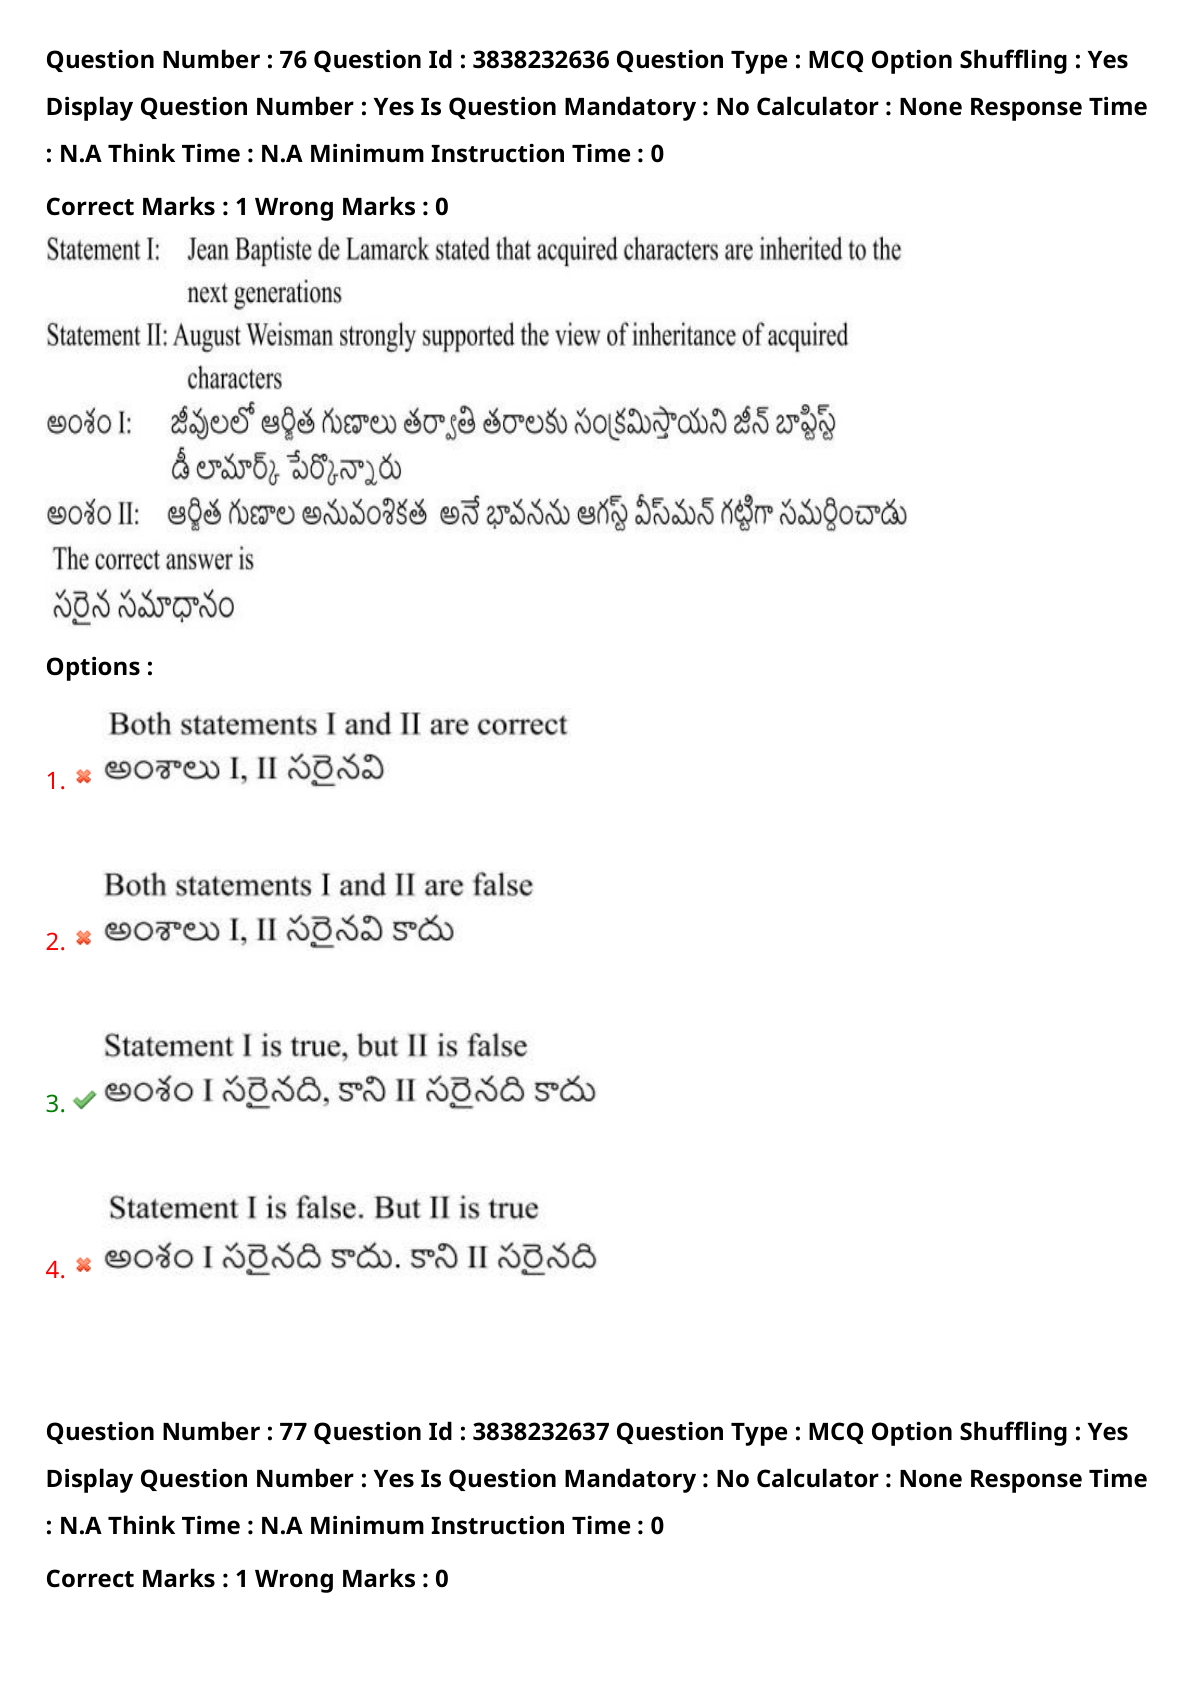 Question Number : 76 Question Id : 3838232636 Question Type : MCQ Option Shuffling : Yes
Display Question Number : Yes Is Question Mandatory : No Calculator : None Response Time
: N.A Think Time : N.A Minimum Instruction Time : 0
Correct Marks : 1 Wrong Marks : 0
Statement I: Jean Baptiste de Lamarck stated that acquired characters are inherited to the
next generations
Statement II: August Weisman strongly supported the view of inheritance of acquired
characters
అంశం I: జీవులలో ఆర్జిత గుణాలు తర్వాతి తరాలకు సంక్రమిస్తాయని జీన్ బాప్టిస్ట్
డీ లామార్క్ పేర్కొన్నారు
అంశం II: ఆర్జిత గుణాల అనువంశికత అనే భావనను ఆగస్ట్ వీస్‌మన్ గట్టిగా సమర్దించాడు
The correct answer is
సరైన సమాధానం
Options :
Both statements I and II are correct
1. అంశాలు I, II సరైనవి
Both statements I and II are false
2. అంశాలు I, II సరైనవి కాదు
Statement I is true, but II is false
3. అంశం I సరైనది, కాని II సరైనది కాదు
Statement I is false. But II is true
4. అంశం I సరైనది కాదు. కాని II సరైనది
Question Number : 77 Question Id : 3838232637 Question Type : MCQ Option Shuffling : Yes
Display Question Number : Yes Is Question Mandatory : No Calculator : None Response Time
: N.A Think Time : N.A Minimum Instruction Time : 0
Correct Marks : 1 Wrong Marks : 0